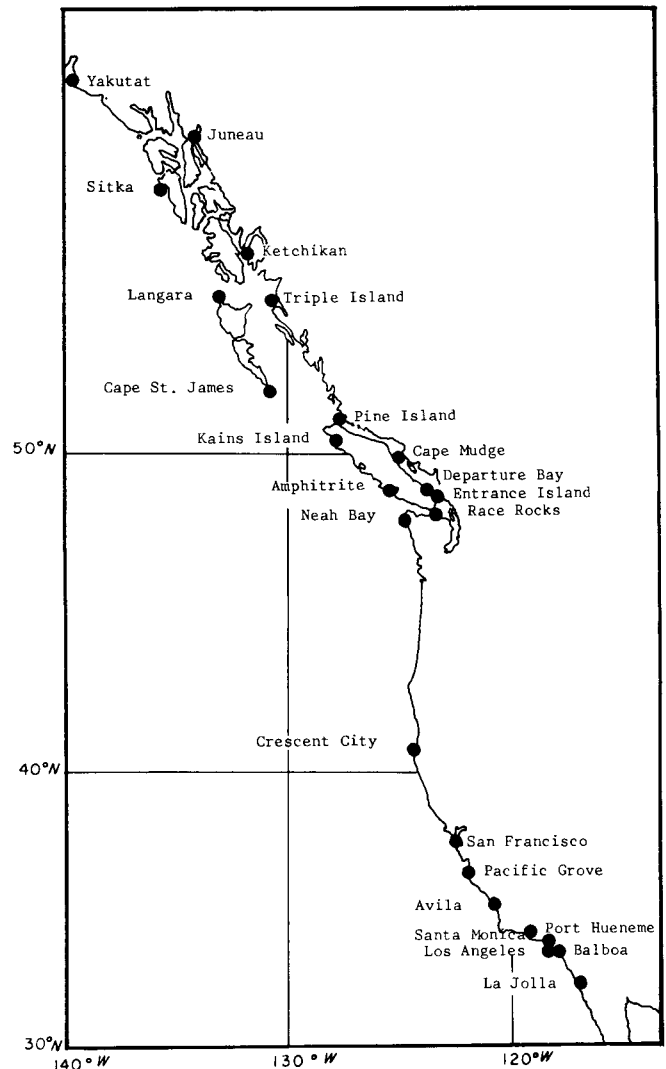 Yakutat
Juneau
Sitka
Ketchikan
Langara
Triple Island
Cape St. James
Pine Island
Kains Island
50°N
Cape Mudge
Departure Bay
Amphitrite
Entrance Island
Race Rocks
Neah Bay
Crescent City
40°N
San Francisco
Pacific Grove
Avila
Port Hueneme
Santa Monica
Los Angeles
Balboa
La Jolla
30°N
140°W
130°W
120°W